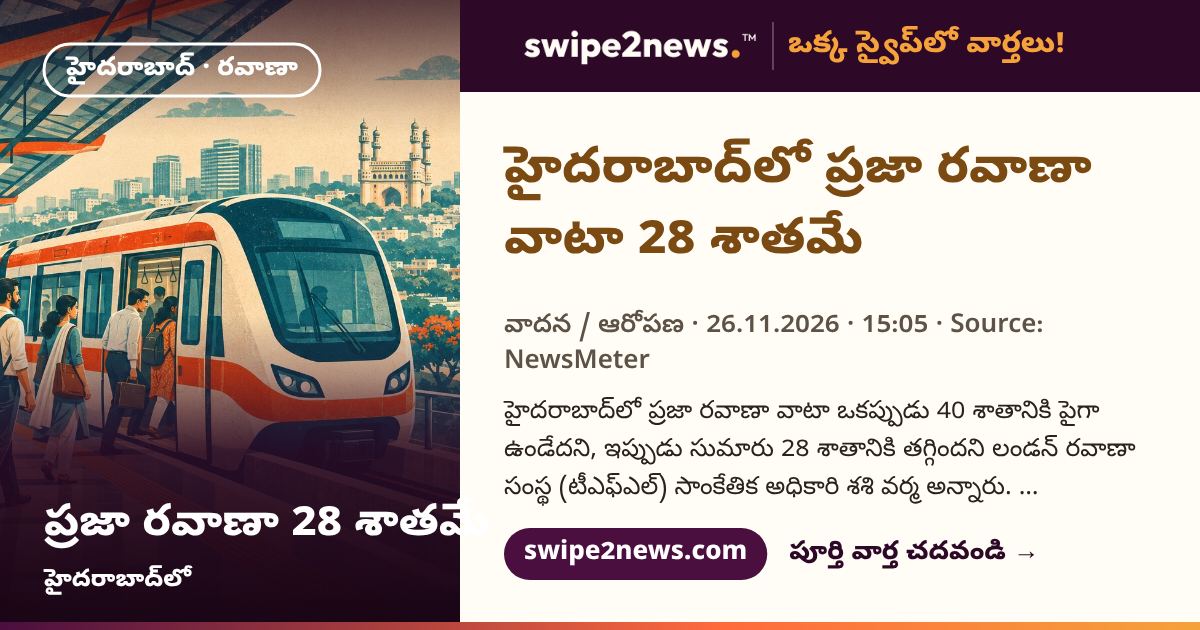 హైదరాబాద్ · రవాణా
ప్రజా రవాణా 28 శాతమే
హైదరాబాద్‌లో
swipe2news.™ ఒక్క స్వైప్‌లో వార్తలు!
హైదరాబాద్‌లో ప్రజా రవాణా
వాటా 28 శాతమే
వాదన / ఆరోపణ · 26.11.2026 · 15:05 · Source:
NewsMeter
హైదరాబాద్‌లో ప్రజా రవాణా వాటా ఒకప్పుడు 40 శాతానికి పైగా
ఉండేదని, ఇప్పుడు సుమారు 28 శాతానికి తగ్గిందని లండన్ రవాణా
సంస్థ (టీఎఫ్ఎల్) సాంకేతిక అధికారి శశి వర్మ అన్నారు. ...
swipe2news.com పూర్తి వార్త చదవండి →